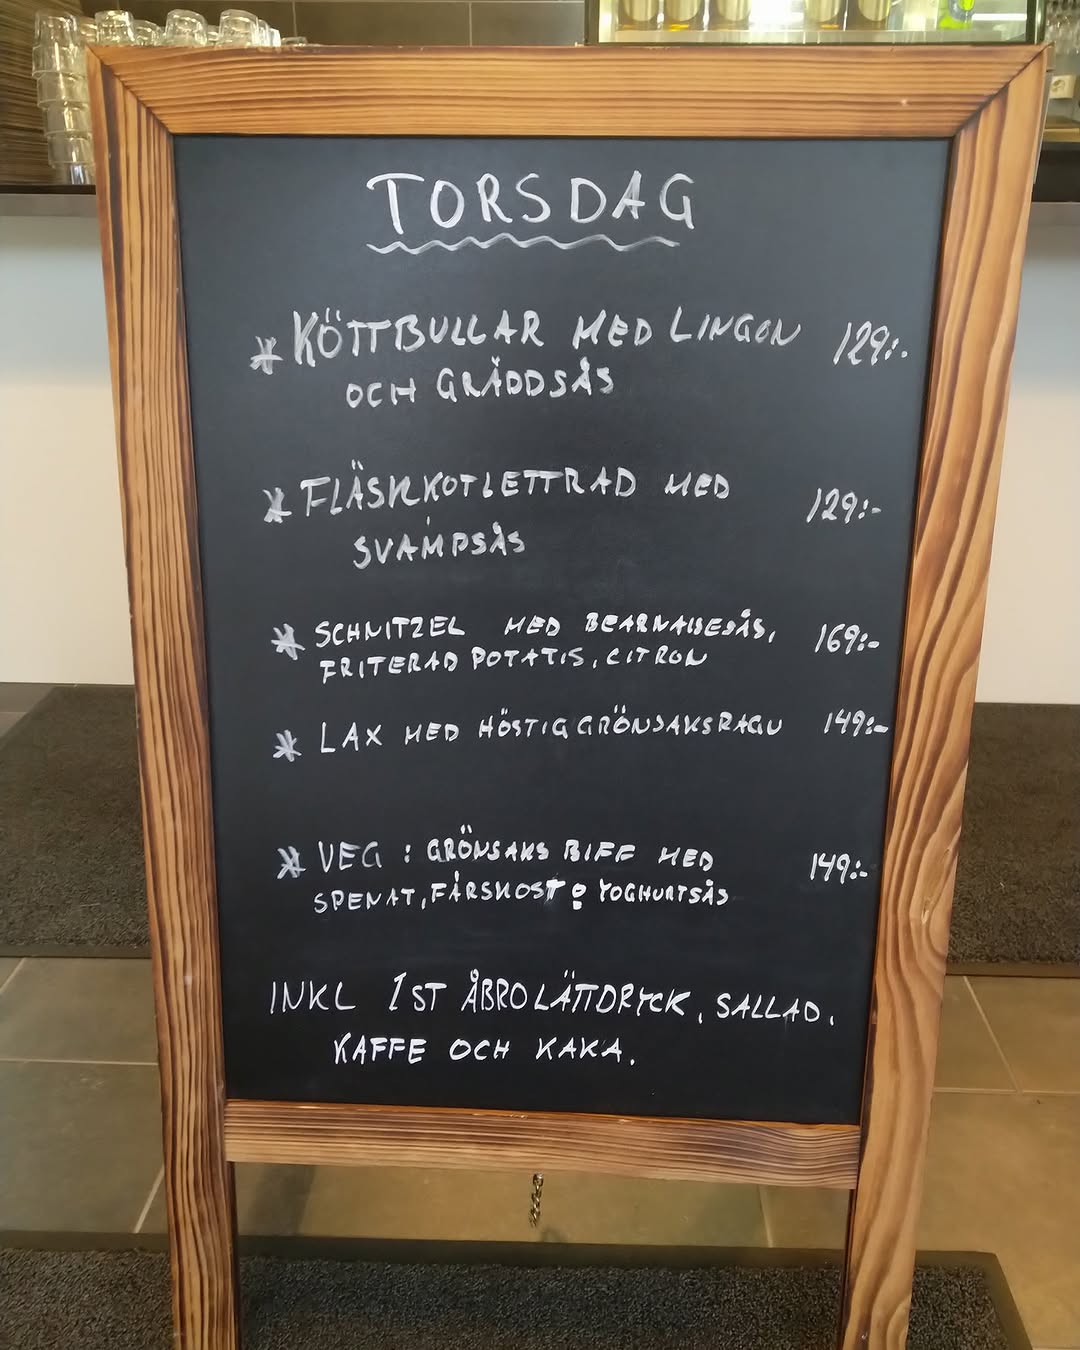 TORSDAG
* KÖTTBULLAR MED LINGON 129:-
OCH GRÄDDSÅS
* FLÄSKKOTLETTRAD MED 129:-
SVAMPSÅS
* SCHNITZEL MED BEARNAISESÅS, 169:-
FRITERAD POTATIS, CITRON
* LAX MED HÖSTIG GRÖNSAKSRAGU 149:-
* VEG : GRÖNSAKS BIFF MED 149:-
SPENAT, FÄRSKOST & YOGHURTSÅS
INKL 1 ST ÅBRO LÄTTDRYCK, SALLAD,
KAFFE OCH KAKA.